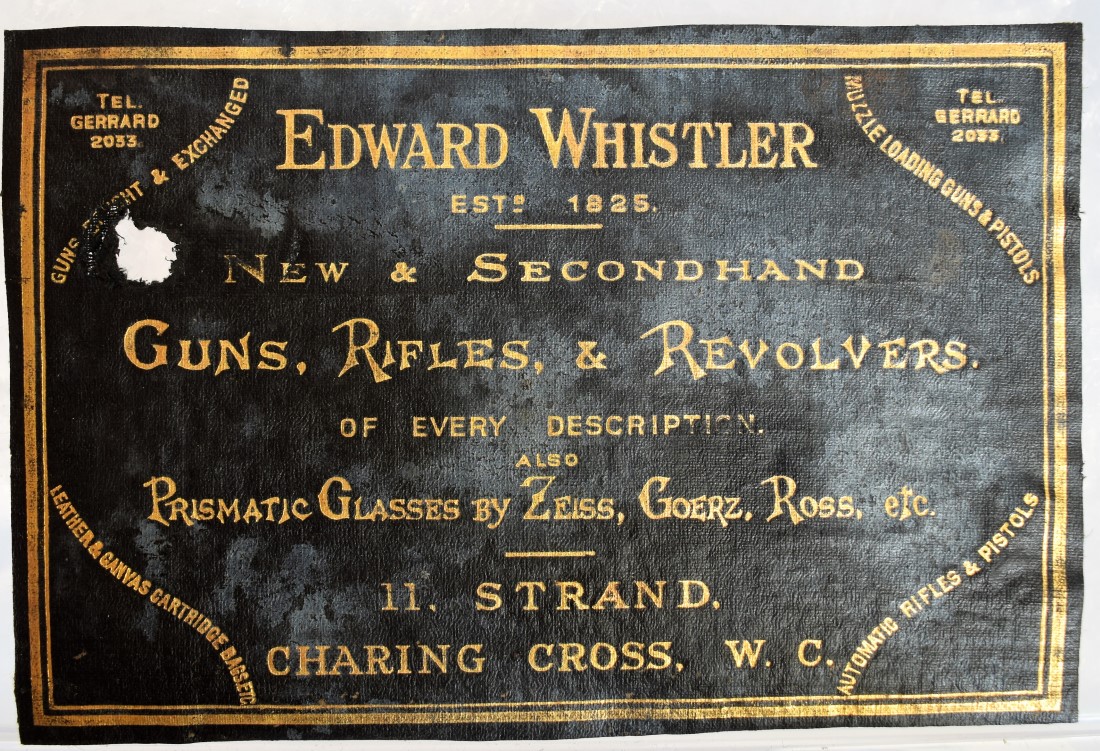 TEL.
GERRARD
2033.
GUNS BOUGHT & EXCHANGED
EDWARD WHISTLER
ESTD 1825.
TEL.
GERRARD
2033.
MUZZLE LOADING GUNS & PISTOLS
NEW & SECONDHAND
GUNS, RIFLES, & REVOLVERS.
OF EVERY DESCRIPTION.
ALSO
PRISMATIC GLASSES BY ZEISS, GOERZ, ROSS, etc.
LEATHER & CANVAS CARTRIDGE BAGS, ETC
11, STRAND,
CHARING CROSS, W. C.
AUTOMATIC RIFLES & PISTOLS